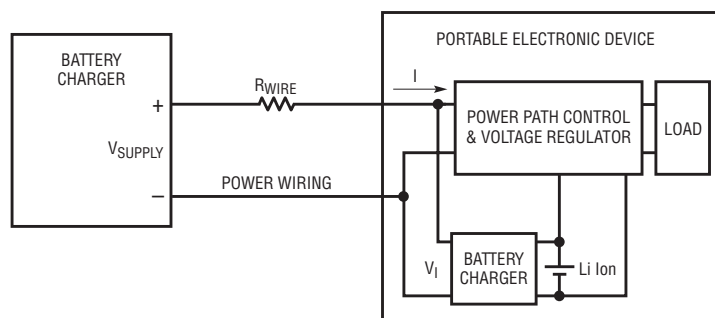 PORTABLE ELECTRONIC DEVICE
BATTERY
CHARGER
+
VSUPPLY
–
RWIRE
I
POWER WIRING
POWER PATH CONTROL
& VOLTAGE REGULATOR
LOAD
VI
BATTERY
CHARGER
Li Ion